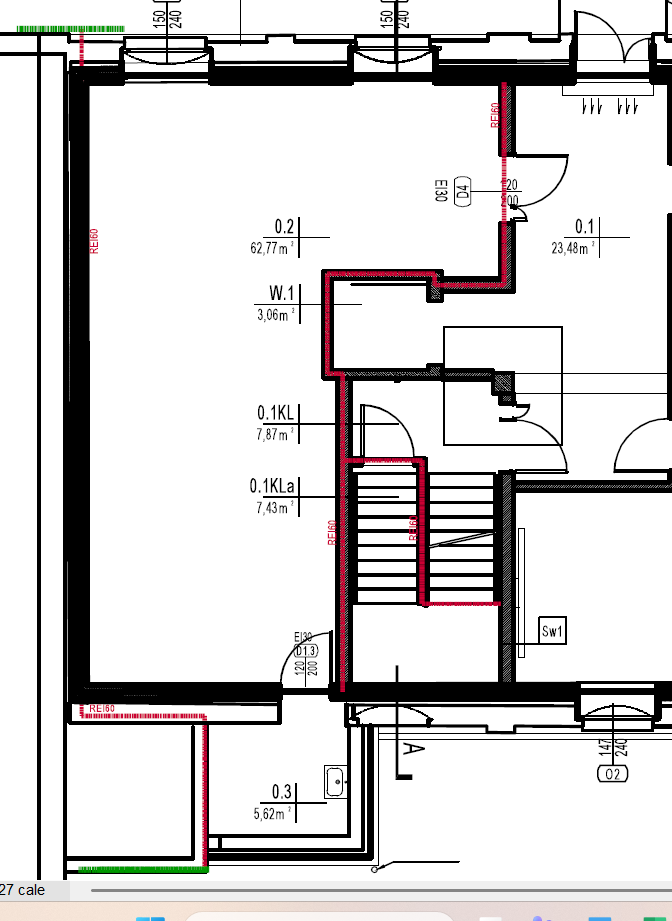 150
240
150
240
REI60
EI30
D4
20
00
0.1
23,48m²
0.2
62,77m²
REI60
W.1
3,06m²
0.1KL
7,87m²
0.1KLa
7,43m²
REI60
REI60
EI30
D1.3
120
200
Sw1
REI60
A
147
240
O2
0.3
5,62m²
27 cale